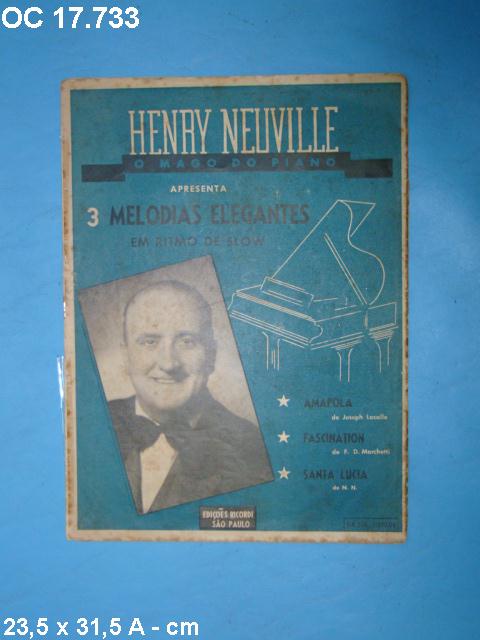 OC 17.733
HENRY NEUVILLE
O MAGO DO PIANO
APRESENTA
3 MELODIAS ELEGANTES
EM RITMO DE SLOW
AMAPOLA
de Joseph Lacalle
FASCINATION
de F. D. Marchetti
SANTA LUCIA
de N. N.
EDIÇÕES RICORDI
SÃO PAULO
23,5 x 31,5 A - cm